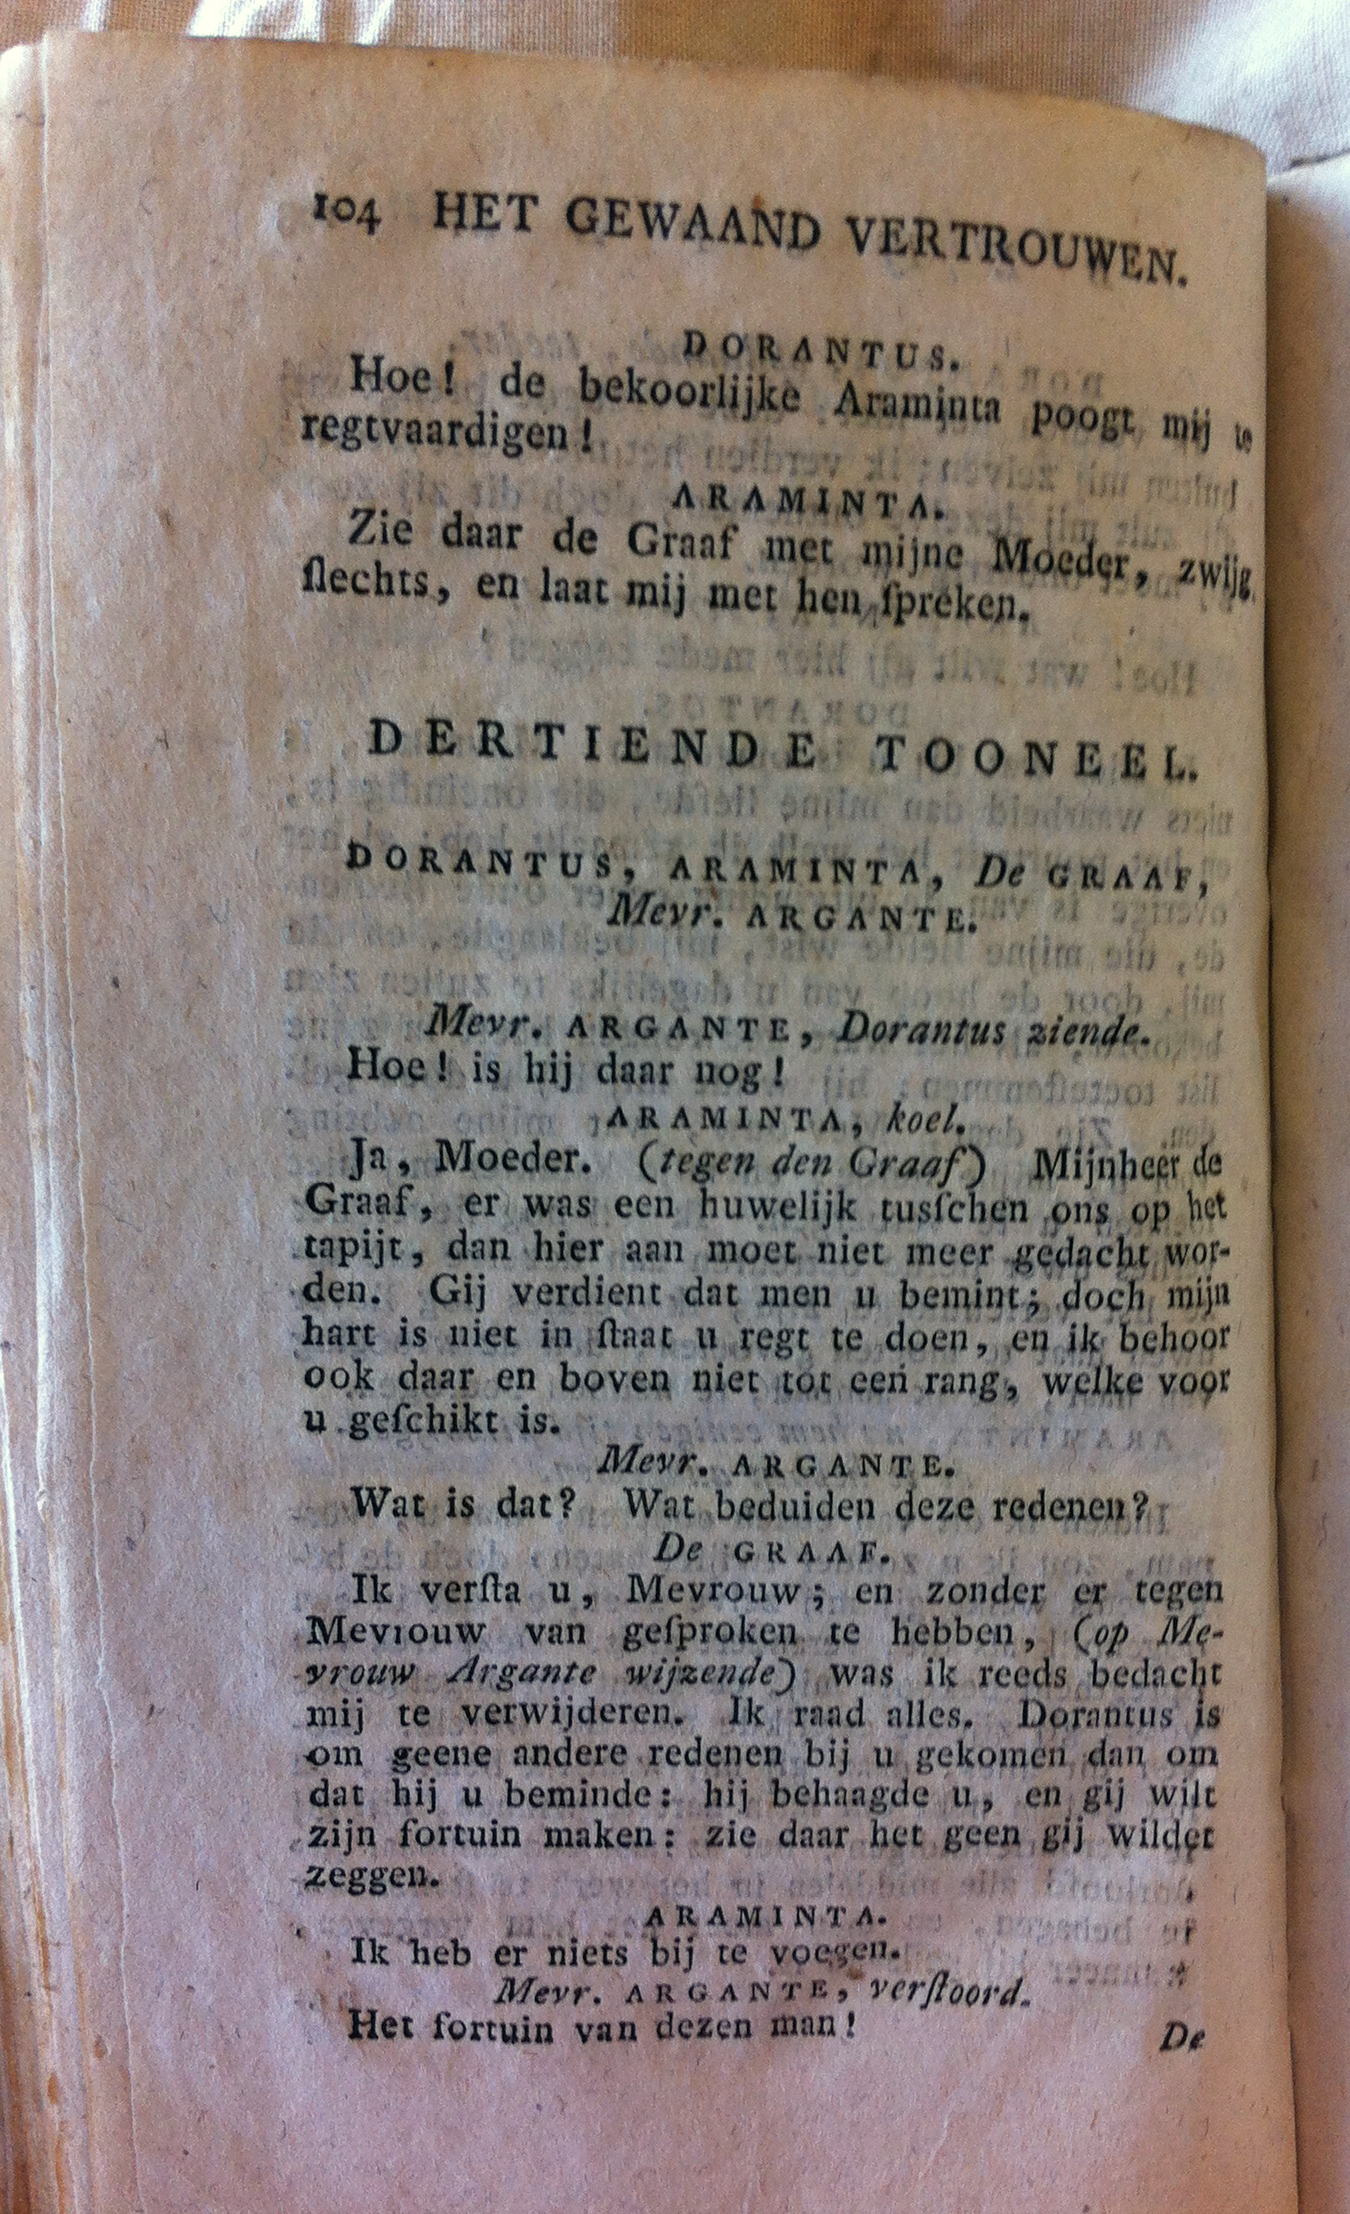 104 HET GEWAAND VERTROUWEN.
DORANTUS.
Hoe! de bekoorlijke Araminta poogt mij te
regtvaardigen!
ARAMINTA.
Zie daar de Graaf met mijne Moeder, zwijg
ſlechts, en laat mij met hen ſpreken.
DERTIENDE TOONEEL.
DORANTUS, ARAMINTA, De GRAAF,
Mevr. ARGANTE.
Mevr. ARGANTE, Dorantus ziende.
Hoe! is hij daar nog!
ARAMINTA, koel.
Ja, Moeder. (tegen den Graaf) Mijnheer de
Graaf, er was een huwelijk tusſchen ons op het
tapijt, dan hier aan moet niet meer gedacht wor-
den. Gij verdient dat men u bemint; doch mijn
hart is niet in ſtaat u regt te doen, en ik behoor
ook daar en boven niet tot een rang, welke voor
u geſchikt is.
Mevr. ARGANTE.
Wat is dat? Wat beduiden deze redenen?
De GRAAF.
Ik verſta u, Mevrouw; en zonder er tegen
Mevrouw van geſproken te hebben, (op Me-
vrouw Argante wijzende) was ik reeds bedacht
mij te verwijderen. Ik raad alles. Dorantus is
om geene andere redenen bij u gekomen dan om
dat hij u beminde: hij behaagde u, en gij wilt
zijn fortuin maken: zie daar het geen gij wildet
zeggen.
ARAMINTA.
Ik heb er niets bij te voegen.
Mevr. ARGANTE, verſtoord.
Het fortuin van dezen man!
De